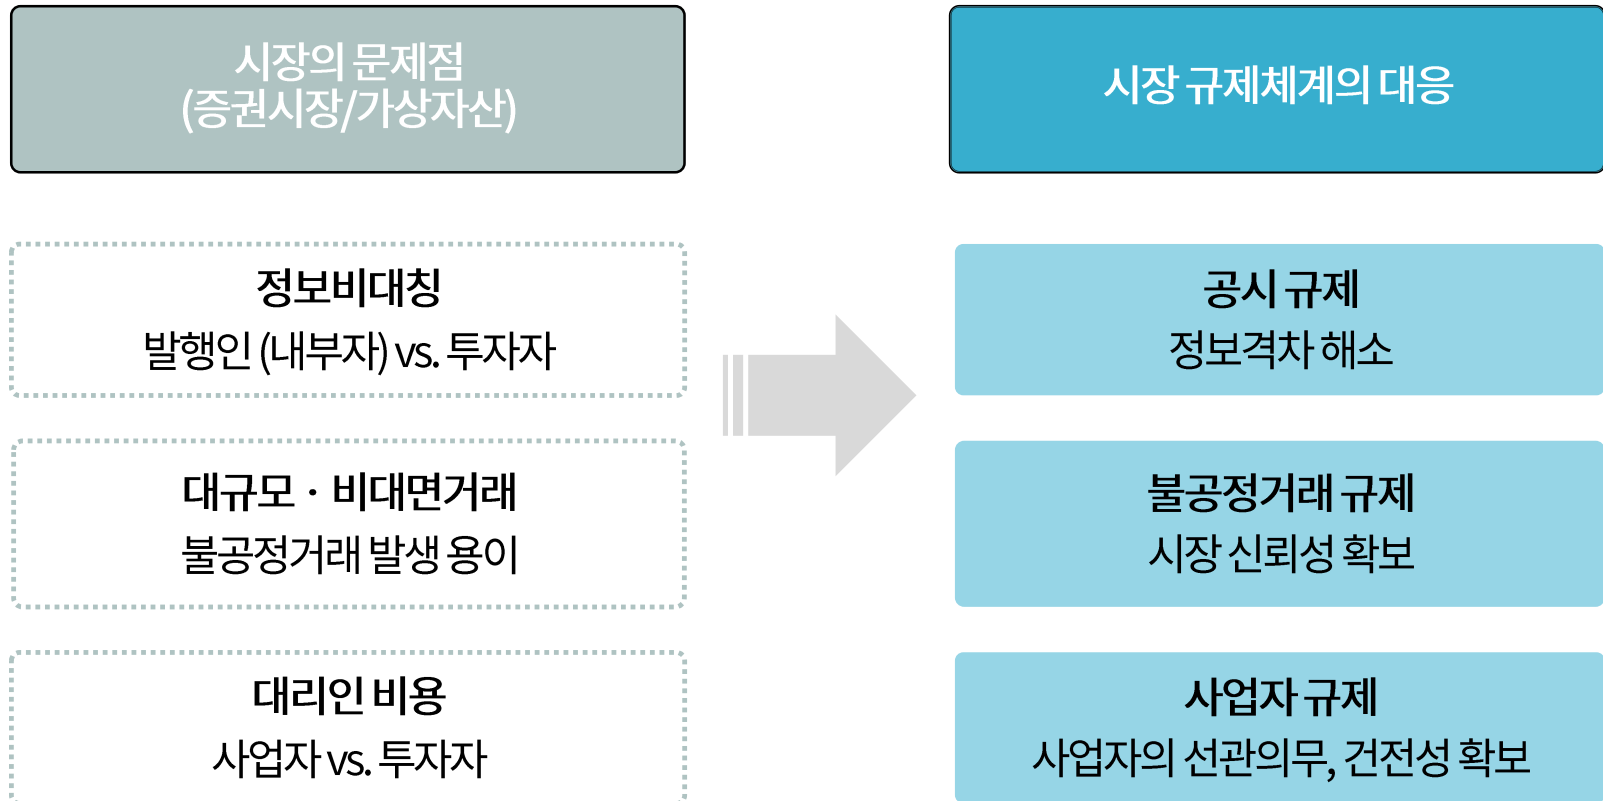 시장의 문제점
(증권시장/가상자산)
시장 규제체계의 대응
정보비대칭
발행인 (내부자) vs. 투자자
공시 규제
정보격차 해소
대규모 · 비대면거래
불공정거래 발생 용이
불공정거래 규제
시장 신뢰성 확보
대리인 비용
사업자 vs. 투자자
사업자 규제
사업자의 선관의무, 건전성 확보